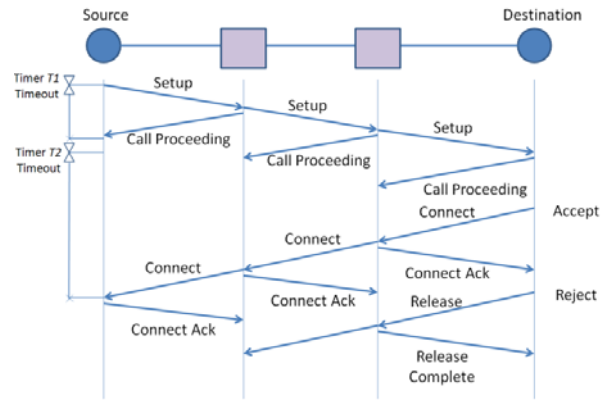 Source
Destination
Timer T1
Timeout
Setup
Setup
Setup
Call Proceeding
Timer T2
Timeout
Call Proceeding
Call Proceeding
Connect
Accept
Connect
Connect
Connect Ack
Connect Ack
Release
Reject
Connect Ack
Release
Complete